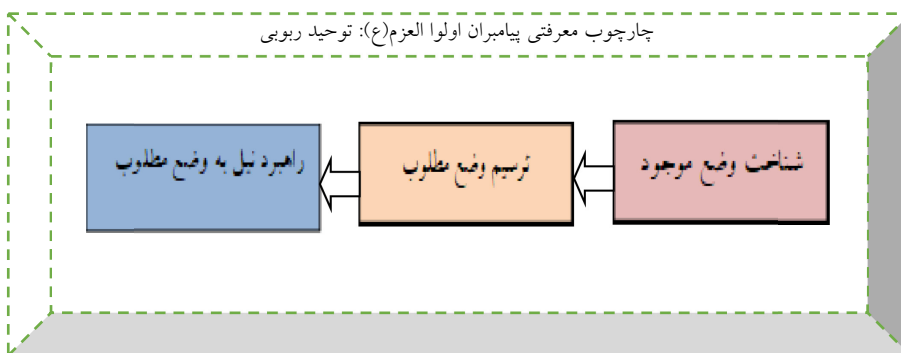 چارچوب معرفتی پیامبران اولوا العزم(ع): توحید ربوبی
شناخت وضع موجود
ترسیم وضع مطلوب
راهبرد نیل به وضع مطلوب